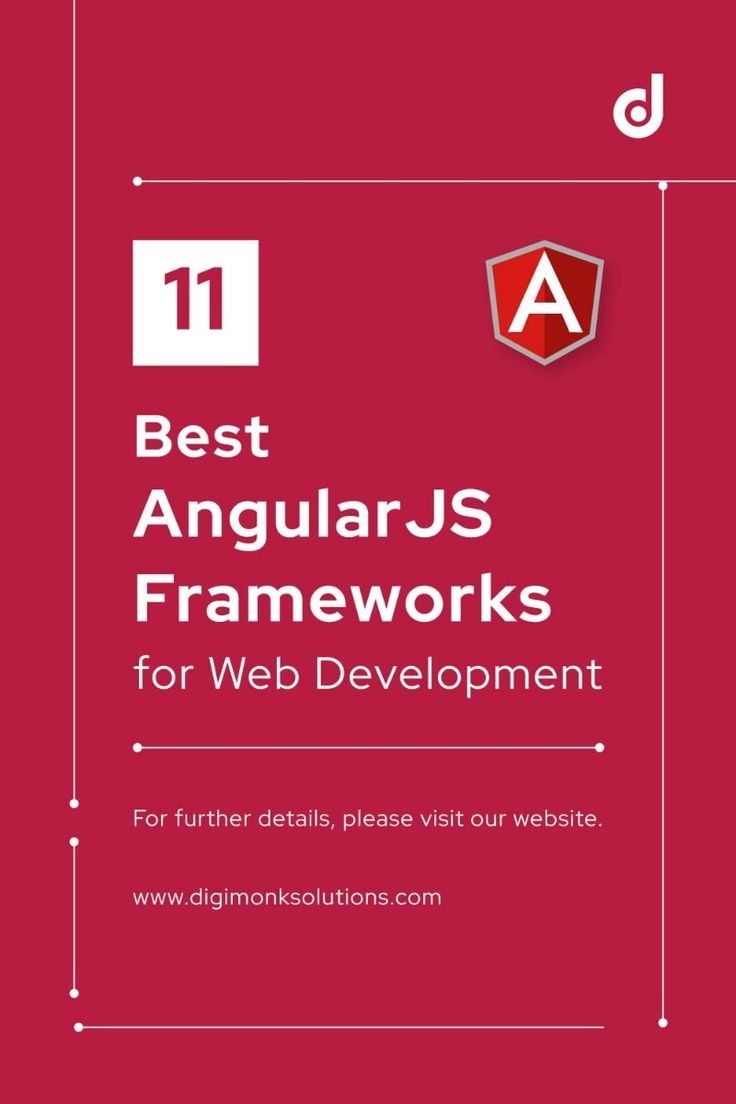 11
Best
AngularJS
Frameworks
for Web Development
For further details, please visit our website.
www.digimonksolutions.com